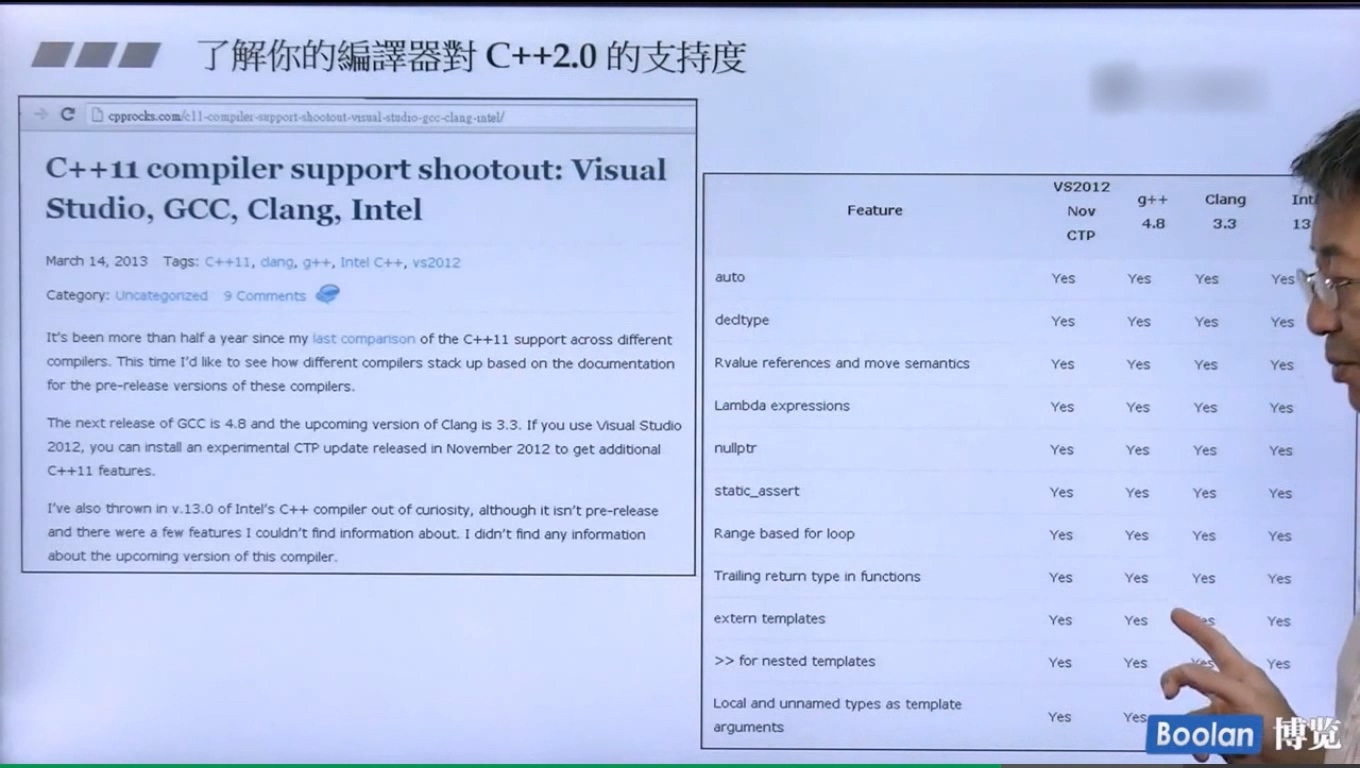 了解你的編譯器對 C++2.0 的支持度
cpprocks.com/c11-compiler-support-shootout-visual-studio-gcc-clang-intel/
C++11 compiler support shootout: Visual
Studio, GCC, Clang, Intel
March 14, 2013 Tags: C++11, clang, g++, Intel C++, vs2012
Category: Uncategorized 9 Comments
It's been more than half a year since my last comparison of the C++11 support across different
compilers. This time I'd like to see how different compilers stack up based on the documentation
for the pre-release versions of these compilers.
The next release of GCC is 4.8 and the upcoming version of Clang is 3.3. If you use Visual Studio
2012, you can install an experimental CTP update released in November 2012 to get additional
C++11 features.
I've also thrown in v.13.0 of Intel's C++ compiler out of curiosity, although it isn't pre-release
and there were a few features I couldn't find information about. I didn't find any information
about the upcoming version of this compiler.
Feature VS2012 Nov CTP g++ 4.8 Clang 3.3 13
auto Yes Yes Yes Yes
decltype Yes Yes Yes Yes
Rvalue references and move semantics Yes Yes Yes Yes
Lambda expressions Yes Yes Yes Yes
nullptr Yes Yes Yes Yes
static_assert Yes Yes Yes Yes
Range based for loop Yes Yes Yes Yes
Trailing return type in functions Yes Yes Yes Yes
extern templates Yes Yes Yes
>> for nested templates Yes Yes Yes Yes
Local and unnamed types as template
arguments Yes Yes
Boolan 博览